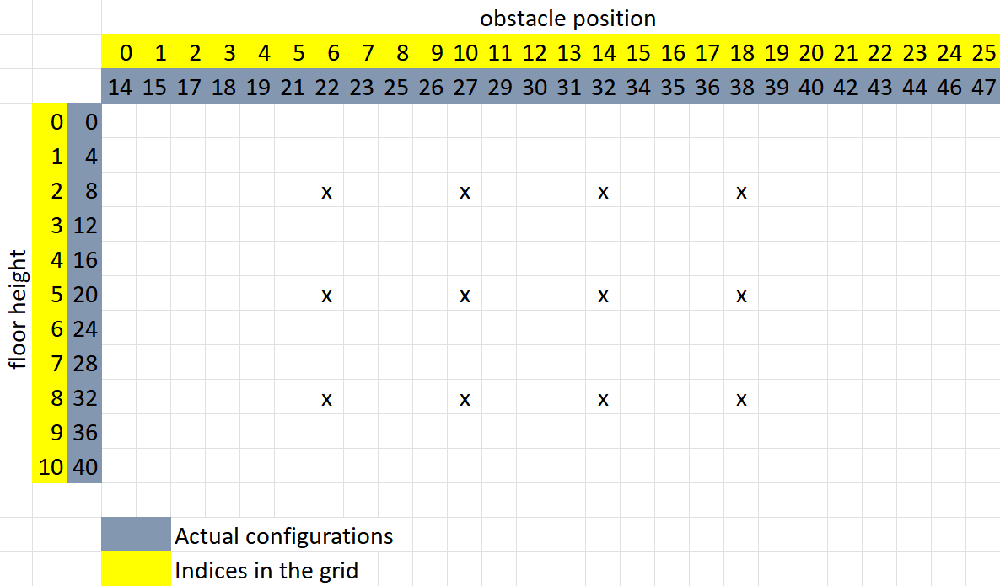 obstacle position
0 1 2 3 4 5 6 7 8 9 10 11 12 13 14 15 16 17 18 19 20 21 22 23 24 25
14 15 17 18 19 21 22 23 25 26 27 29 30 31 32 34 35 36 38 39 40 42 43 44 46 47
floor height
0 0
1 4
2 8 x x x x
3 12
4 16
5 20 x x x x
6 24
7 28
8 32 x x x x
9 36
10 40
Actual configurations
Indices in the grid